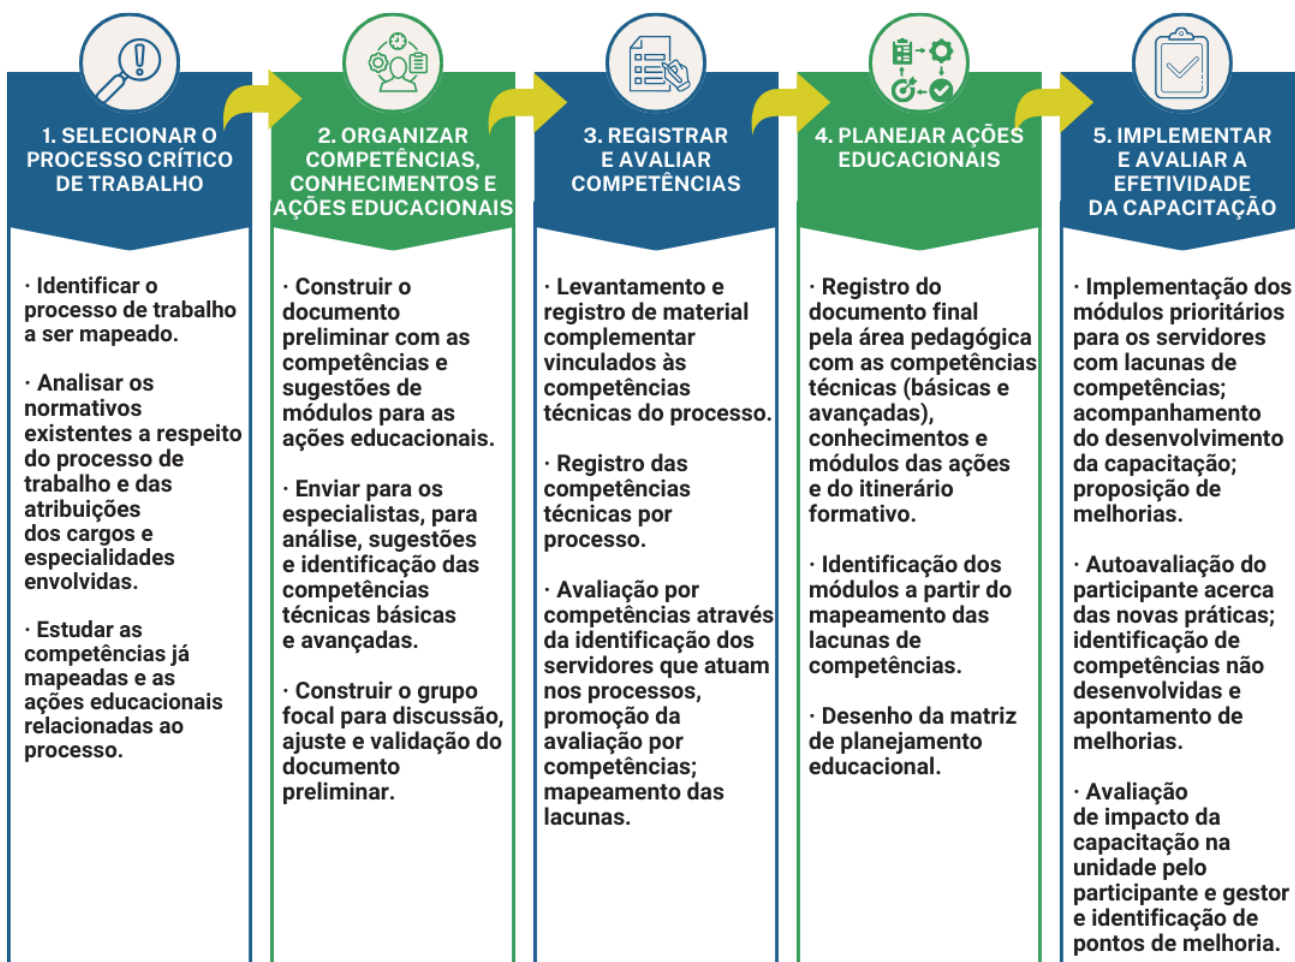 1. SELECIONAR O
PROCESSO CRÍTICO
DE TRABALHO
· Identificar o
processo de trabalho
a ser mapeado.
· Analisar os
normativos
existentes a respeito
do processo de
trabalho e das
atribuições
dos cargos e
especialidades
envolvidas.
· Estudar as
competências já
mapeadas e as
ações educacionais
relacionadas ao
processo.
2. ORGANIZAR
COMPETÊNCIAS,
CONHECIMENTOS E
AÇÕES EDUCACIONAIS
· Construir o
documento
preliminar com as
competências e
sugestões de
módulos para as
ações educacionais.
· Enviar para os
especialistas, para
análise, sugestões
e identificação das
competências
técnicas básicas
e avançadas.
· Construir o grupo
focal para discussão,
ajuste e validação do
documento
preliminar.
3. REGISTRAR
E AVALIAR
COMPETÊNCIAS
· Levantamento e
registro de material
complementar
vinculados às
competências
técnicas do processo.
· Registro das
competências
técnicas por
processo.
· Avaliação por
competências através
da identificação dos
servidores que atuam
nos processos,
promoção da
avaliação por
competências;
mapeamento das
lacunas.
4. PLANEJAR AÇÕES
EDUCACIONAIS
· Registro do
documento final
pela área pedagógica
com as competências
técnicas (básicas e
avançadas),
conhecimentos e
módulos das ações
e do itinerário
formativo.
· Identificação dos
módulos a partir do
mapeamento das
lacunas de
competências.
· Desenho da matriz
de planejamento
educacional.
5. IMPLEMENTAR
E AVALIAR A
EFETIVIDADE
DA CAPACITAÇÃO
· Implementação dos
módulos prioritários
para os servidores
com lacunas de
competências;
acompanhamento
do desenvolvimento
da capacitação;
proposição de
melhorias.
· Autoavaliação do
participante acerca
das novas práticas;
identificação de
competências não
desenvolvidas e
apontamento de
melhorias.
· Avaliação
de impacto da
capacitação na
unidade pelo
participante e gestor
e identificação de
pontos de melhoria.